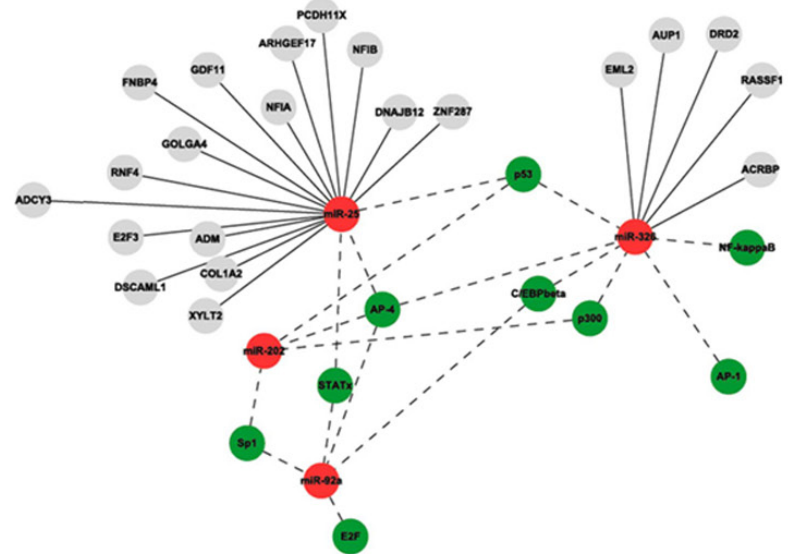 PCDH11X
ARHGEF17
NFIB
AUP1
DRD2
FNBP4
GDF11
EML2
RASSF1
NFIA
DNAJB12
ZNF287
GOLGA4
RNF4
p53
ACRBP
ADCY3
miR-25
E2F3
ADM
miR-326
NF-kappaB
COL1A2
DSCAML1
C/EBPbeta
XYLT2
AP-4
p300
miR-202
STATx
AP-1
Sp1
miR-92a
E2F